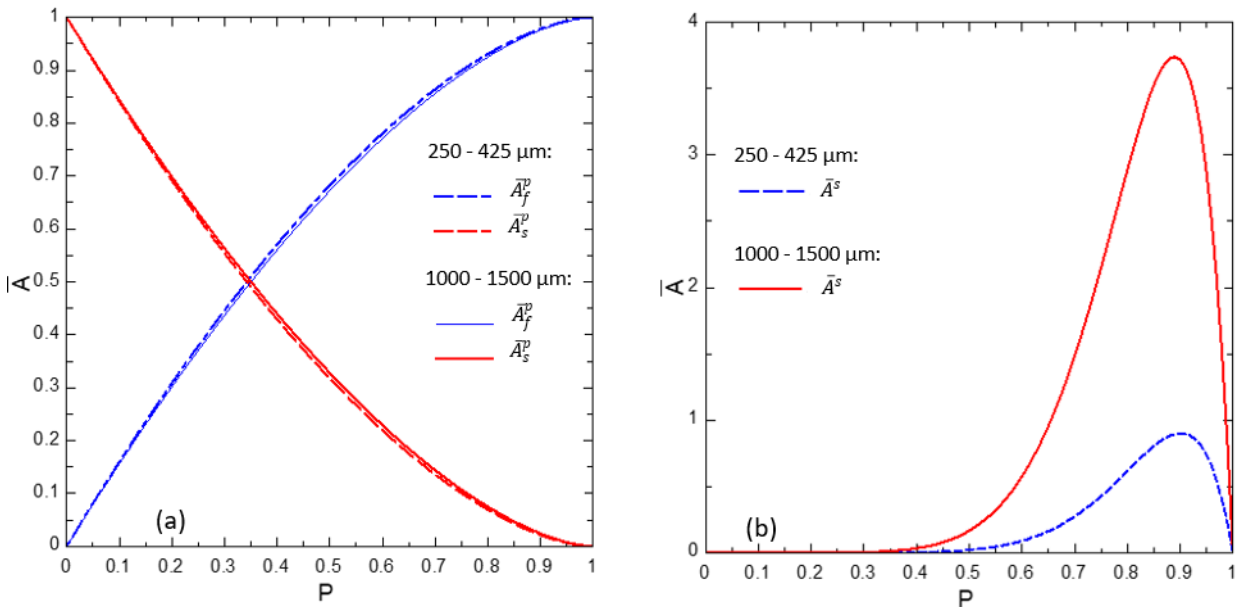 1
0.9
0.8
0.7
0.6
0.5
0.4
0.3
0.2
0.1
0
A̅
250 - 425 µm:
A̅ᵖ_f
A̅ᵖ_s
1000 - 1500 µm:
A̅ᵖ_f
A̅ᵖ_s
(a)
0 0.1 0.2 0.3 0.4 0.5 0.6 0.7 0.8 0.9 1
P
4
3
2
1
0
A̅
250 - 425 µm:
A̅ˢ
1000 - 1500 µm:
A̅ˢ
(b)
0 0.1 0.2 0.3 0.4 0.5 0.6 0.7 0.8 0.9 1
P